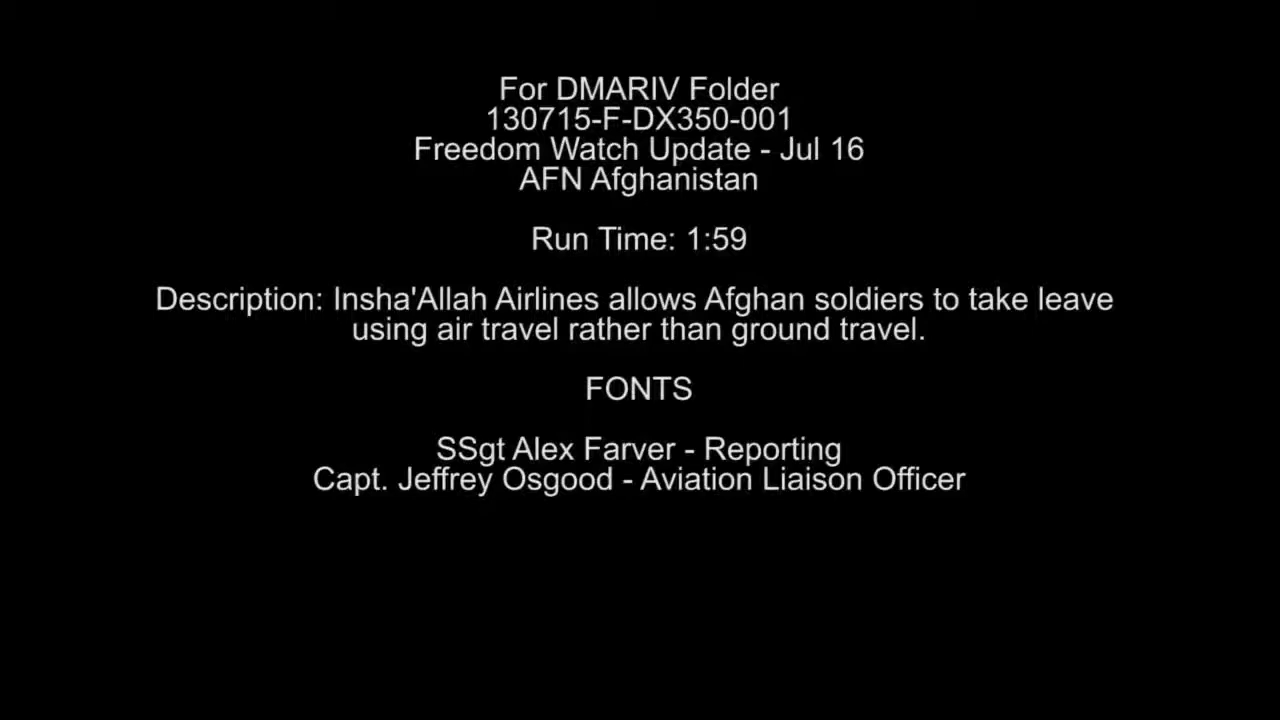 For DMARIV Folder
130715-F-DX350-001
Freedom Watch Update - Jul 16
AFN Afghanistan
Run Time: 1:59
Description: Insha'Allah Airlines allows Afghan soldiers to take leave
using air travel rather than ground travel.
FONTS
SSgt Alex Farver - Reporting
Capt. Jeffrey Osgood - Aviation Liaison Officer